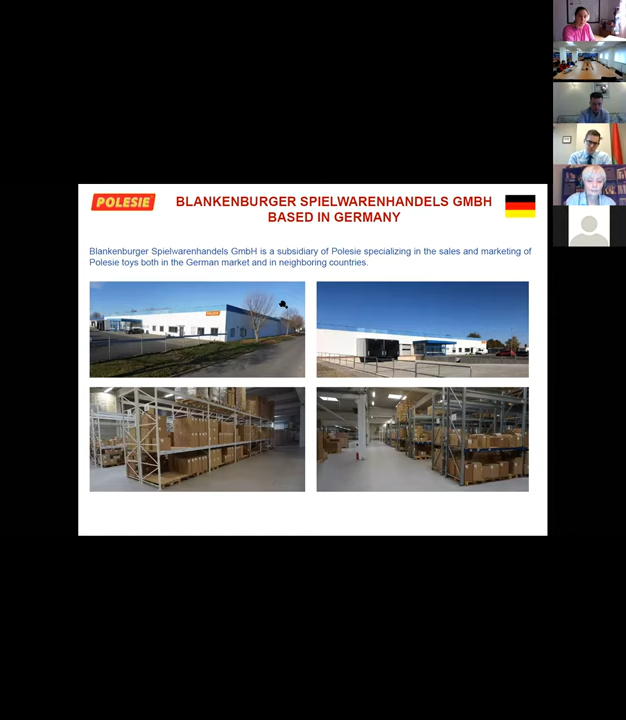 POLESIE
BLANKENBURGER SPIELWARENHANDELS GMBH
BASED IN GERMANY
Blankenburger Spielwarenhandels GmbH is a subsidiary of Polesie specializing in the sales and marketing of
Polesie toys both in the German market and in neighboring countries.